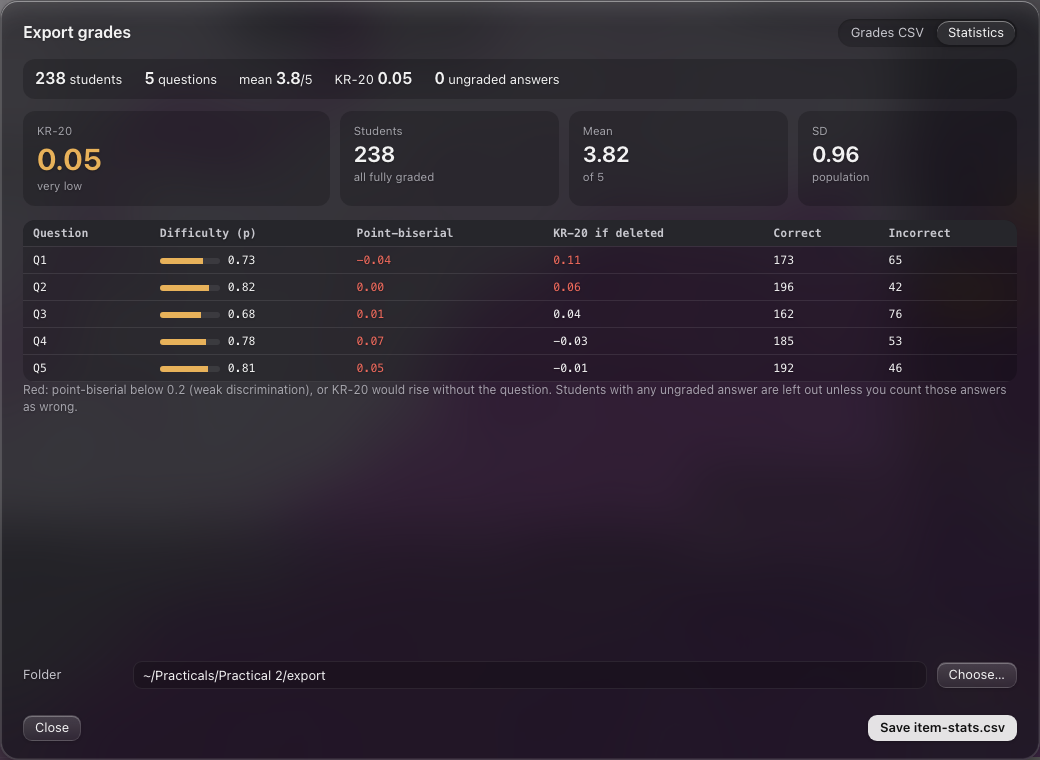 Export grades
Grades CSV Statistics
238 students 5 questions mean 3.8/5 KR-20 0.05 0 ungraded answers
KR-20 Students Mean SD
0.05 238 3.82 0.96
very low all fully graded of 5 population
Question Difficulty (p) Point-biserial KR-20 if deleted Correct Incorrect
Q1 0.73 -0.04 0.11 173 65
Q2 0.82 0.00 0.06 196 42
Q3 0.68 0.01 0.04 162 76
Q4 0.78 0.07 -0.03 185 53
Q5 0.81 0.05 -0.01 192 46
Red: point-biserial below 0.2 (weak discrimination), or KR-20 would rise without the question. Students with any ungraded answer are left out unless you count those answers
as wrong.
Folder ~/Practicals/Practical 2/export Choose...
Close Save item-stats.csv